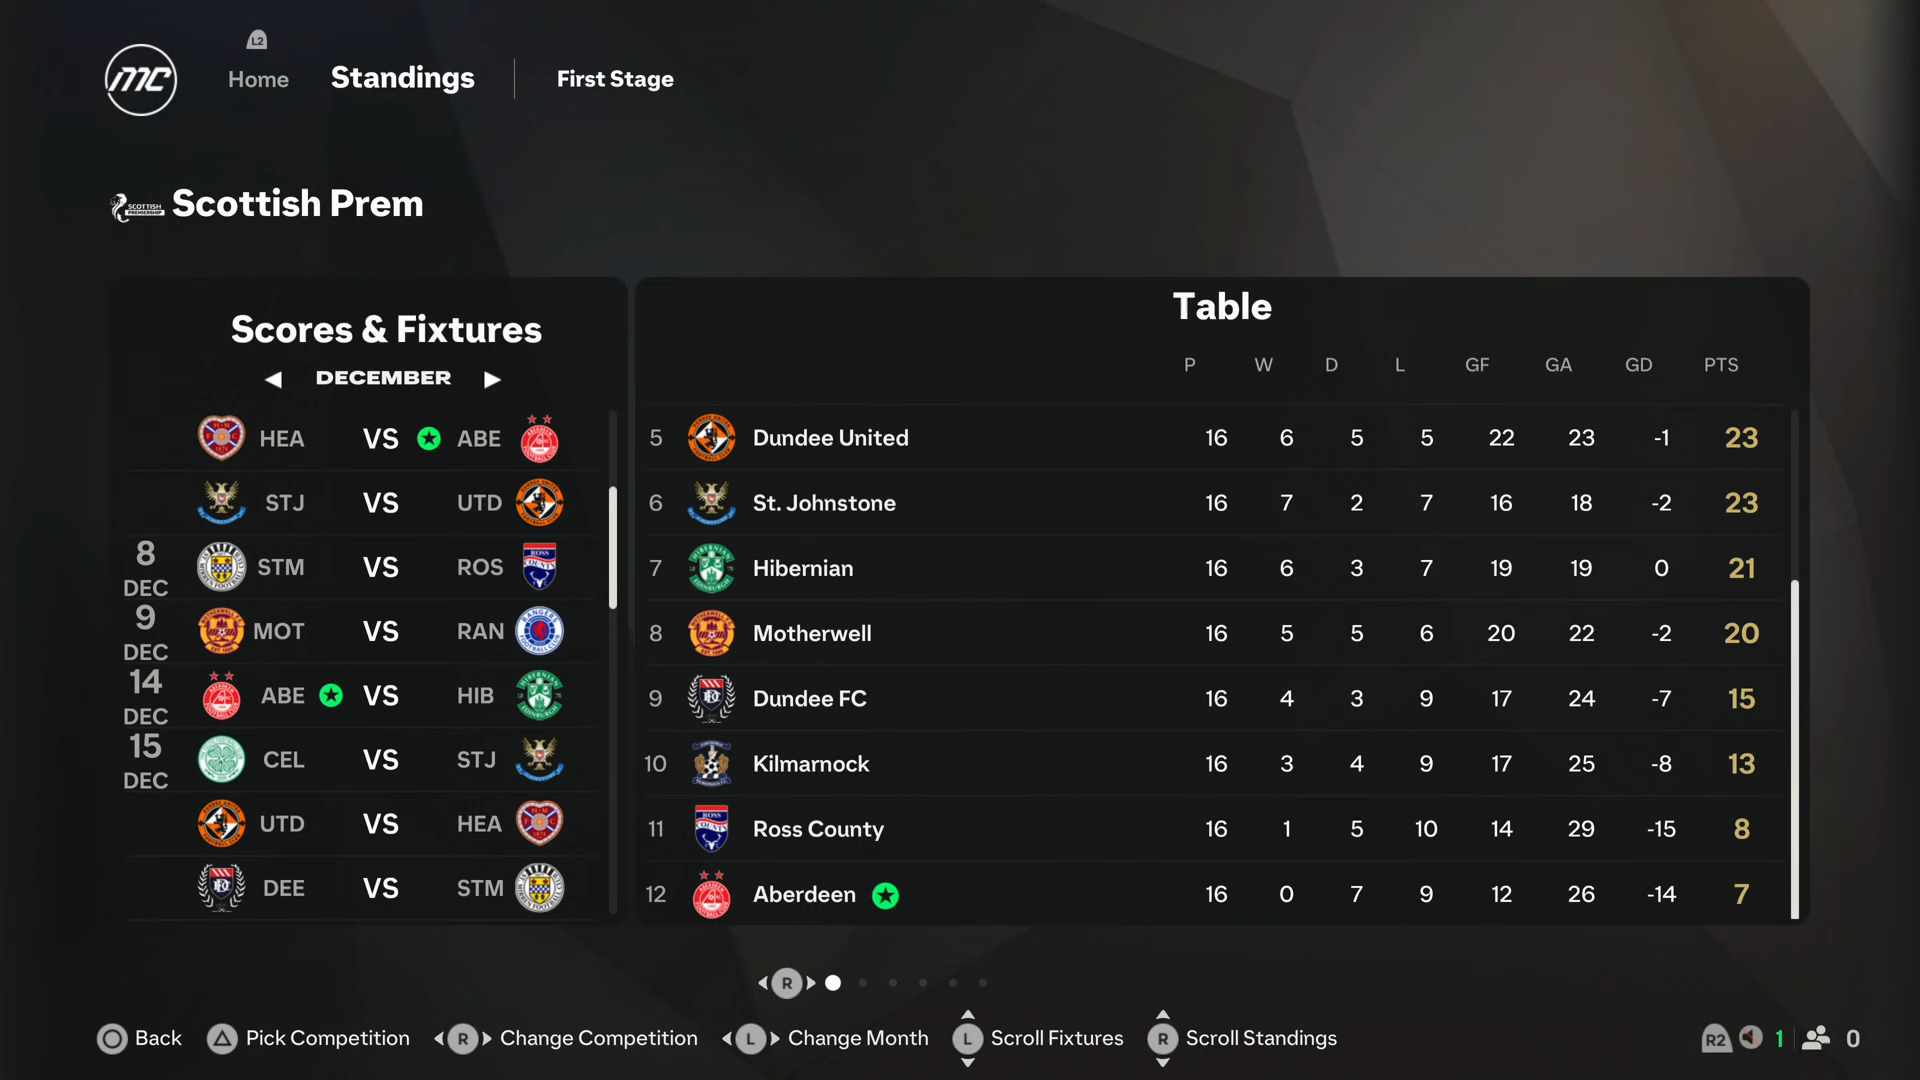 L2
MC
Home
Standings
First Stage
SCOTTISH
PREMIERSHIP
Scottish Prem
Scores & Fixtures
DECEMBER
HEA VS ABE
STJ VS UTD
8 DEC STM VS ROS
9 DEC MOT VS RAN
14 DEC ABE VS HIB
15 DEC CEL VS STJ
UTD VS HEA
DEE VS STM
Table
P W D L GF GA GD PTS
5 Dundee United 16 6 5 5 22 23 -1 23
6 St. Johnstone 16 7 2 7 16 18 -2 23
7 Hibernian 16 6 3 7 19 19 0 21
8 Motherwell 16 5 5 6 20 22 -2 20
9 Dundee FC 16 4 3 9 17 24 -7 15
10 Kilmarnock 16 3 4 9 17 25 -8 13
11 Ross County 16 1 5 10 14 29 -15 8
12 Aberdeen 16 0 7 9 12 26 -14 7
R
Back
Pick Competition
R Change Competition
L Change Month
L Scroll Fixtures
R Scroll Standings
R2 1 0